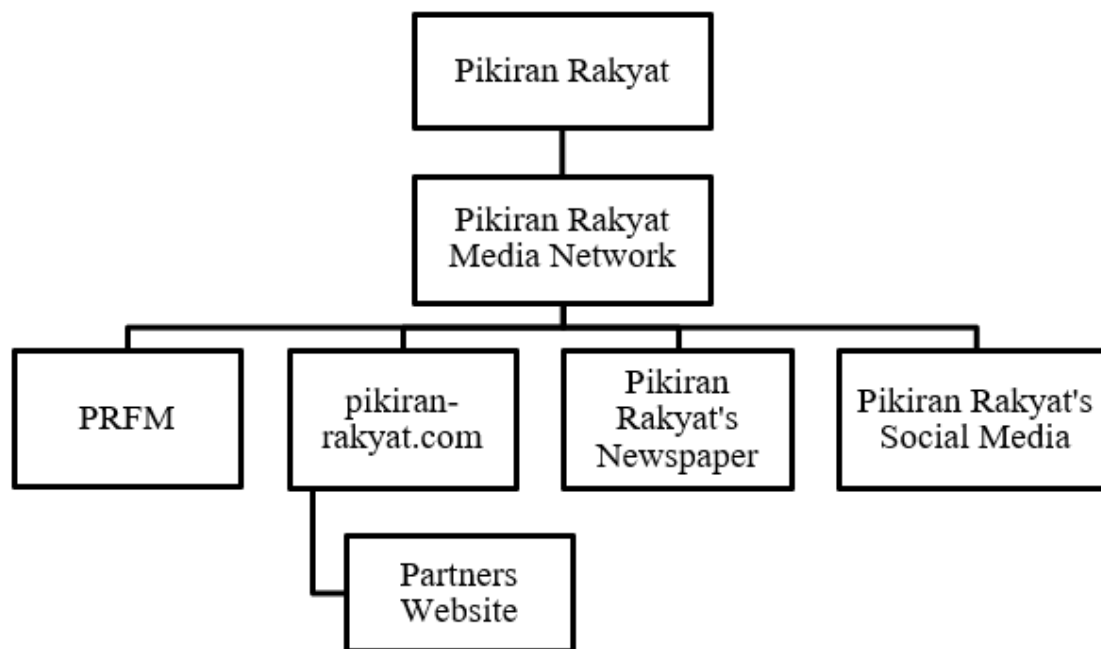 Pikiran Rakyat
Pikiran Rakyat
Media Network
PRFM
pikiran-
rakyat.com
Pikiran
Rakyat's
Newspaper
Pikiran Rakyat's
Social Media
Partners
Website